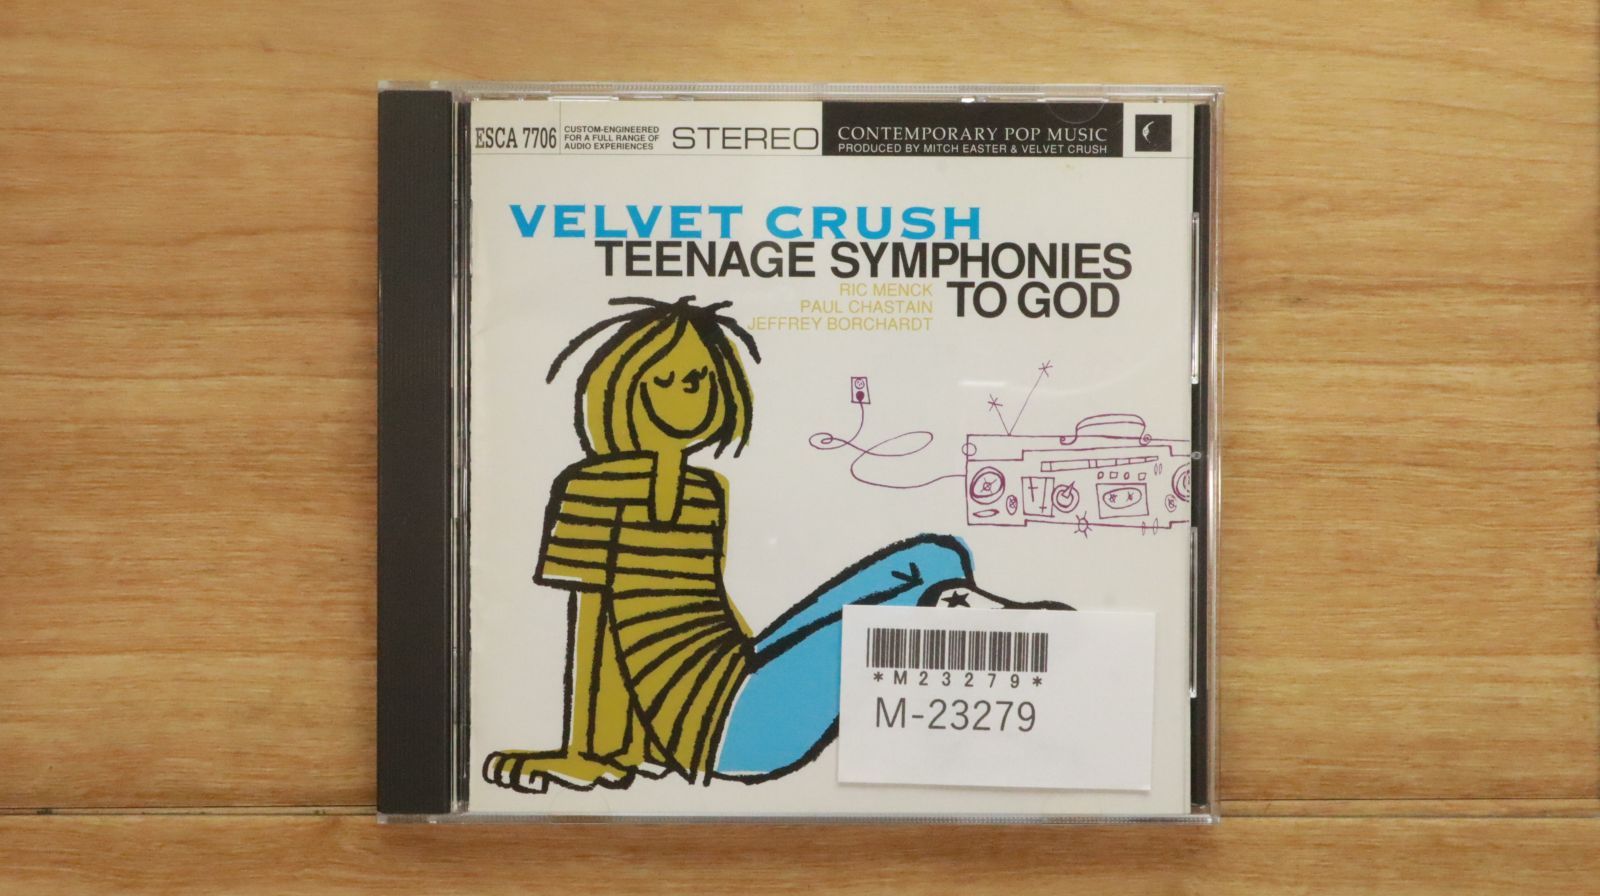 ESCA 7706
CUSTOM-ENGINEERED
FOR A FULL RANGE OF
AUDIO EXPERIENCES
STEREO
CONTEMPORARY POP MUSIC
PRODUCED BY MITCH EASTER & VELVET CRUSH
VELVET CRUSH
TEENAGE SYMPHONIES
TO GOD
RIC MENCK
PAUL CHASTAIN
JEFFREY BORCHARDT
*M23279*
M-23279